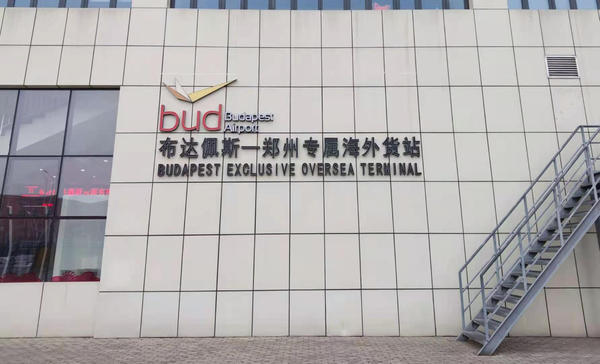 bud
Budapest
Airport
布达佩斯—郑州专属海外货站
BUDAPEST EXCLUSIVE OVERSEA TERMINAL